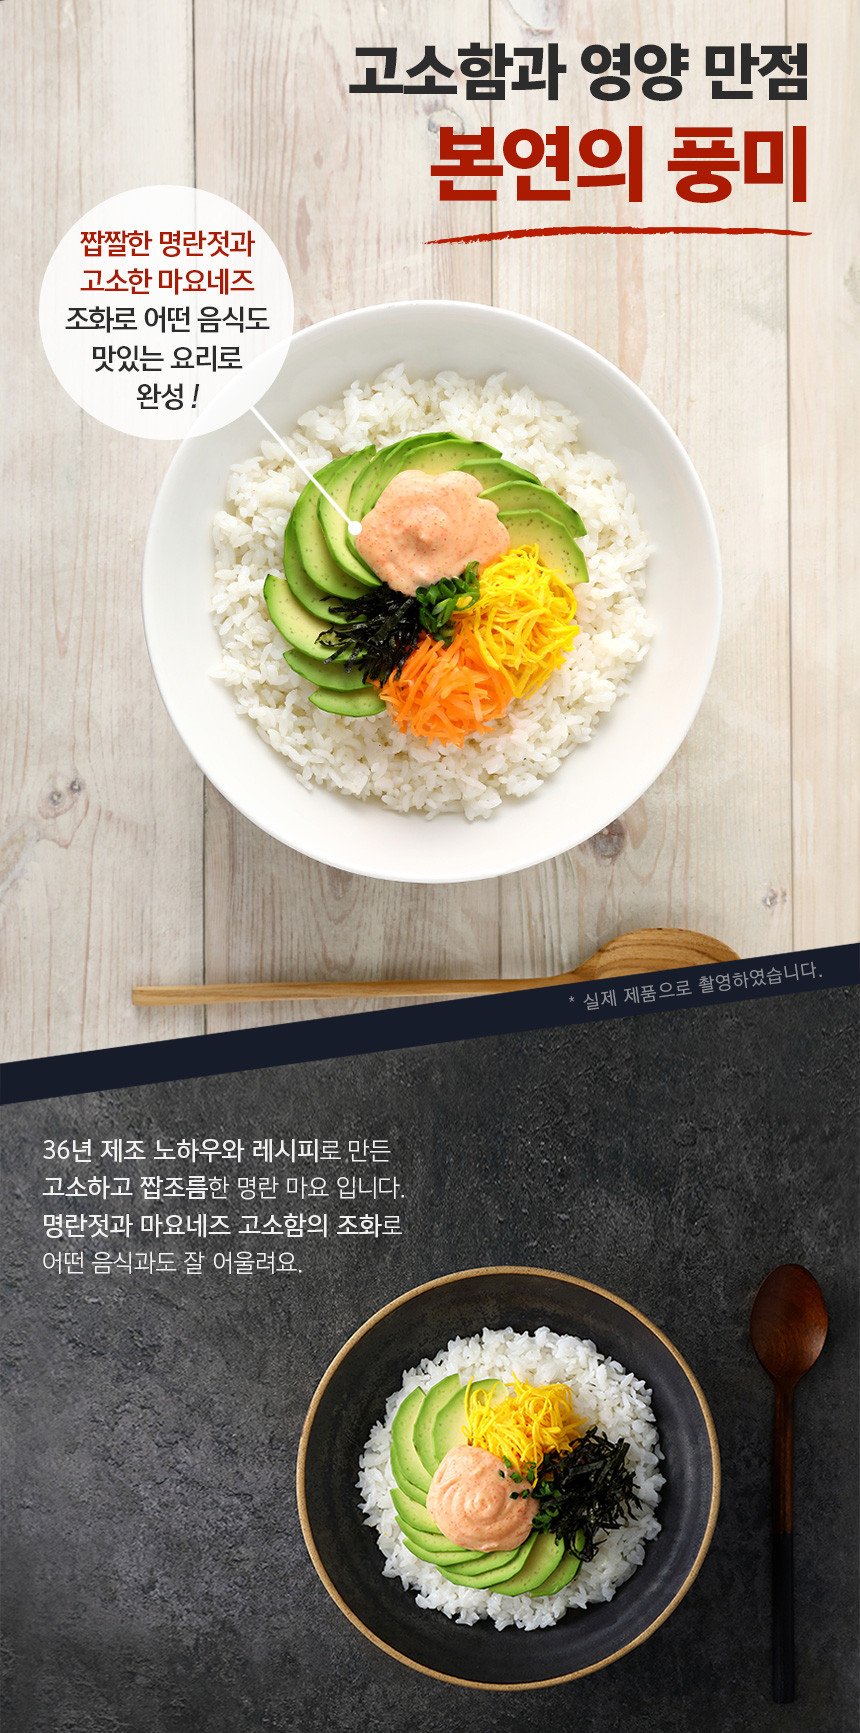 고소함과 영양 만점
본연의 풍미
짭짤한 명란젓과
고소한 마요네즈
조화로 어떤 음식도
맛있는 요리로
완성!
* 실제 제품으로 촬영하였습니다.
36년 제조 노하우와 레시피로 만든
고소하고 짭조름한 명란 마요 입니다.
명란젓과 마요네즈 고소함의 조화로
어떤 음식과도 잘 어울려요.